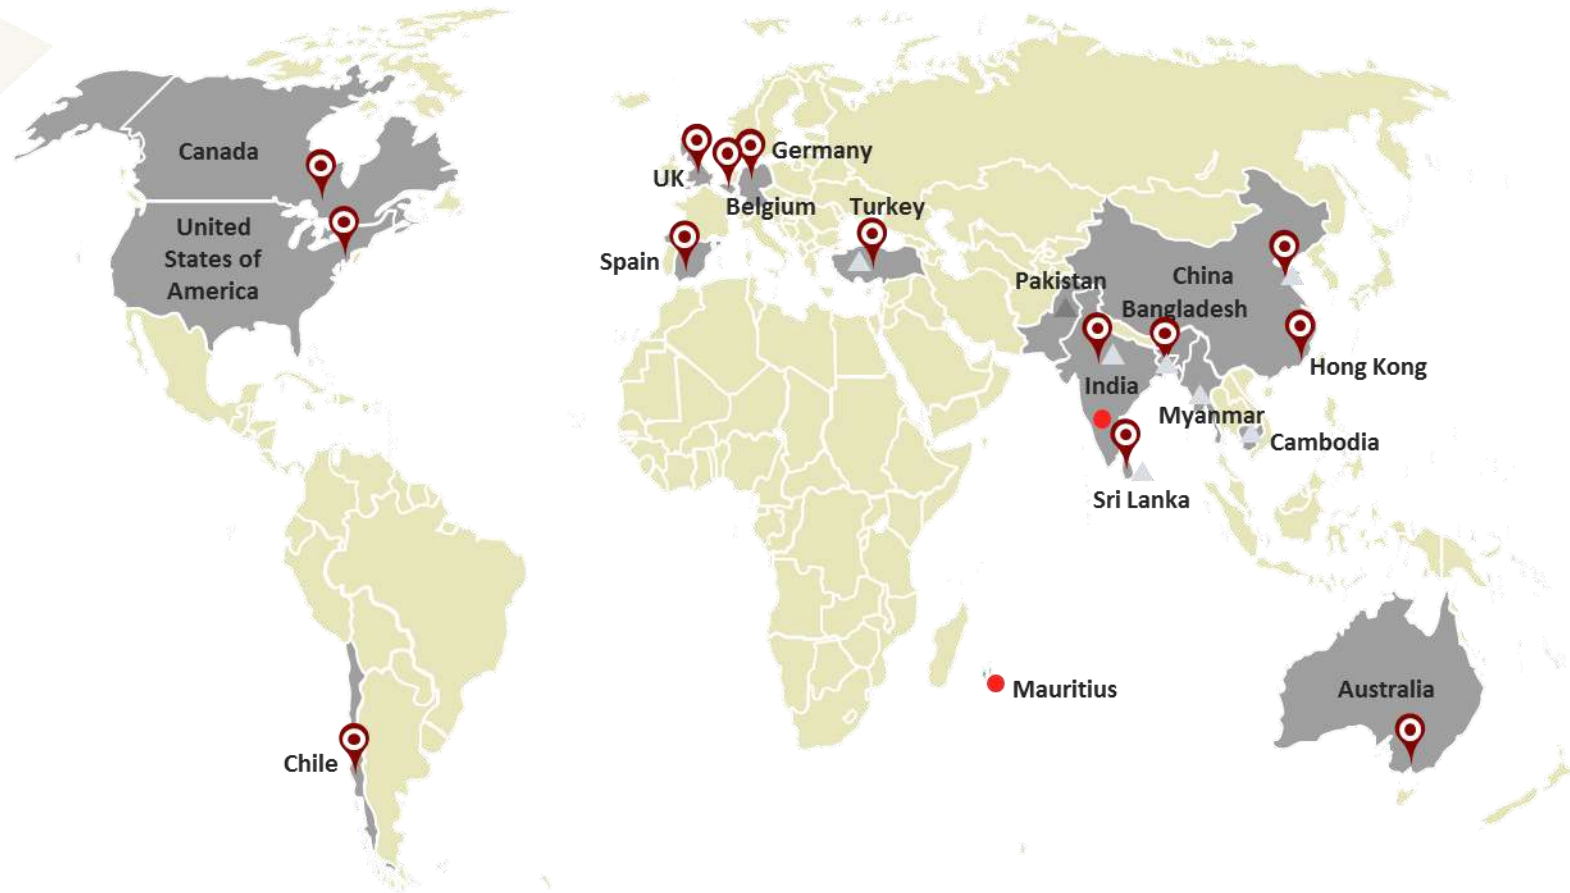 Canada
United
States of
America
UK
Germany
Belgium
Turkey
Spain
Pakistan
China
Bangladesh
India
Hong Kong
Myanmar
Cambodia
Sri Lanka
Mauritius
Australia
Chile